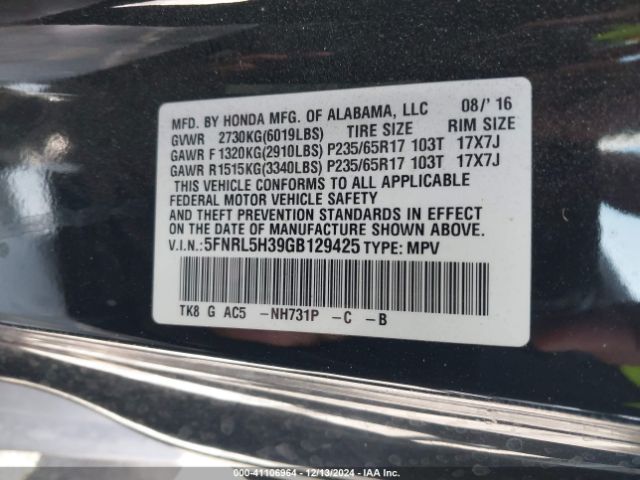 MFD. BY HONDA MFG. OF ALABAMA, LLC 08/'16
GVWR 2730KG(6019LBS) TIRE SIZE RIM SIZE
GAWR F 1320KG(2910LBS) P235/65R17 103T 17X7J
GAWR R1515KG(3340LBS) P235/65R17 103T 17X7J
THIS VEHICLE CONFORMS TO ALL APPLICABLE
FEDERAL MOTOR VEHICLE SAFETY
AND THEFT PREVENTION STANDARDS IN EFFECT
ON THE DATE OF MANUFACTURE SHOWN ABOVE.
V.I.N.:5FNRL5H39GB129425 TYPE: MPV
TK8 G AC5 -NH731P -C -B
000-41106964 - 12/13/2024 - IAA Inc.